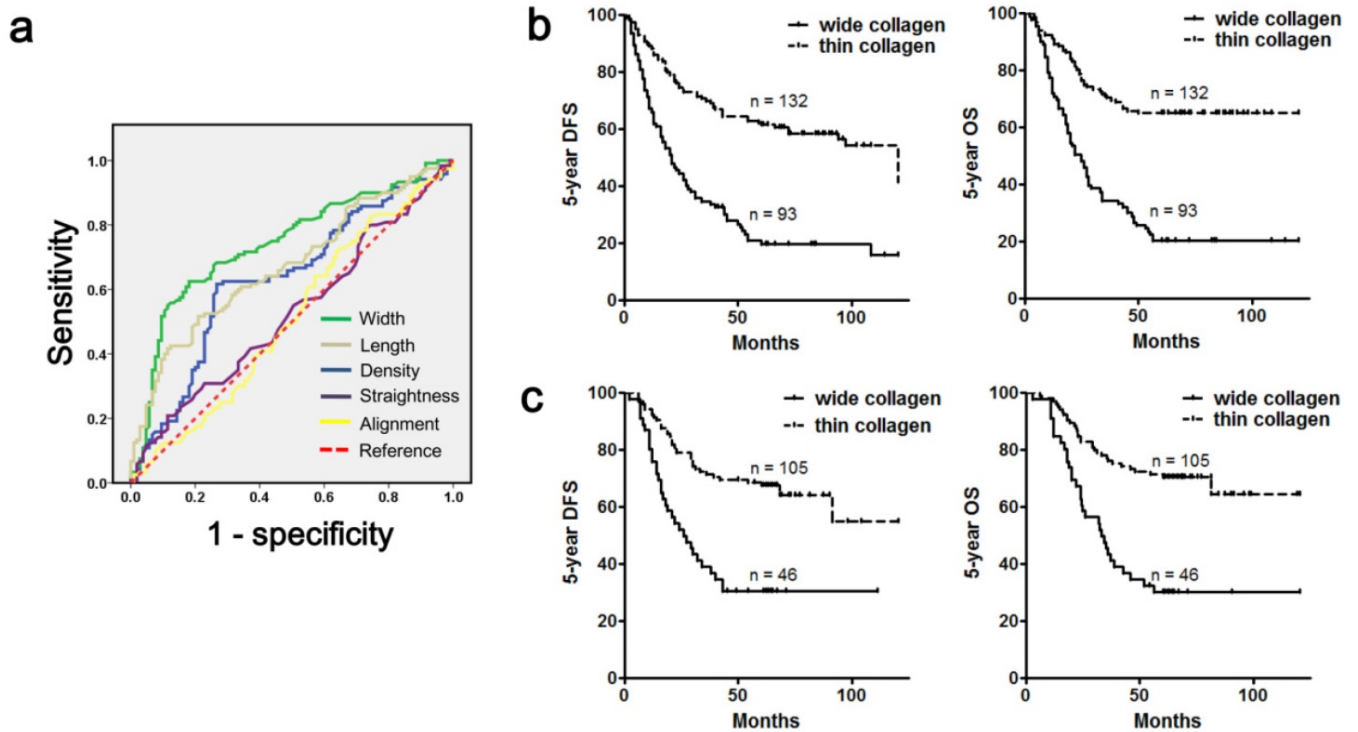 a
Sensitivity
1.0
0.8
0.6
0.4
0.2
0.0
Width
Length
Density
Straightness
Alignment
Reference
0.0 0.2 0.4 0.6 0.8 1.0
1 - specificity
b
5-year DFS
100
80
60
40
20
0
wide collagen
thin collagen
n = 132
n = 93
0 50 100
Months
5-year OS
100
80
60
40
20
0
wide collagen
thin collagen
n = 132
n = 93
0 50 100
Months
c
5-year DFS
100
80
60
40
20
0
wide collagen
thin collagen
n = 105
n = 46
0 50 100
Months
5-year OS
100
80
60
40
20
0
wide collagen
thin collagen
n = 105
n = 46
0 50 100
Months